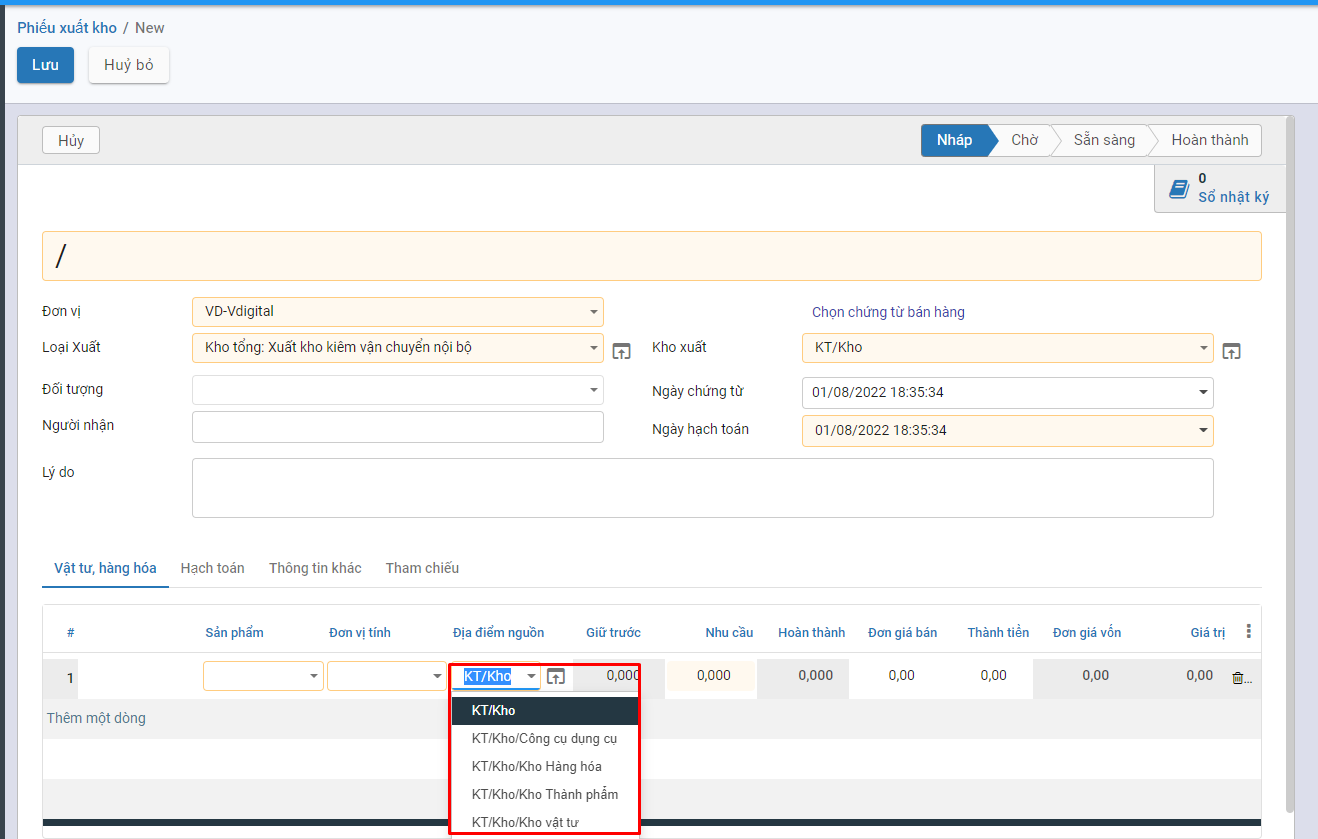 Phiếu xuất kho / New
Lưu Huỷ bỏ
Hủy Nháp Chờ Sẵn sàng Hoàn thành
0
Sổ nhật ký
/
Đơn vị VD-Vdigital Chọn chứng từ bán hàng
Loại Xuất Kho tổng: Xuất kho kiêm vận chuyển nội bộ Kho xuất KT/Kho
Đối tượng Ngày chứng từ 01/08/2022 18:35:34
Người nhận Ngày hạch toán 01/08/2022 18:35:34
Lý do
Vật tư, hàng hóa Hạch toán Thông tin khác Tham chiếu
# Sản phẩm Đơn vị tính Địa điểm nguồn Giữ trước Nhu cầu Hoàn thành Đơn giá bán Thành tiền Đơn giá vốn Giá trị
1 KT/Kho 0,000 0,000 0,000 0,00 0,00 0,00 0,00 ...
Thêm một dòng
KT/Kho
KT/Kho/Công cụ dụng cụ
KT/Kho/Kho Hàng hóa
KT/Kho/Kho Thành phẩm
KT/Kho/Kho vật tư